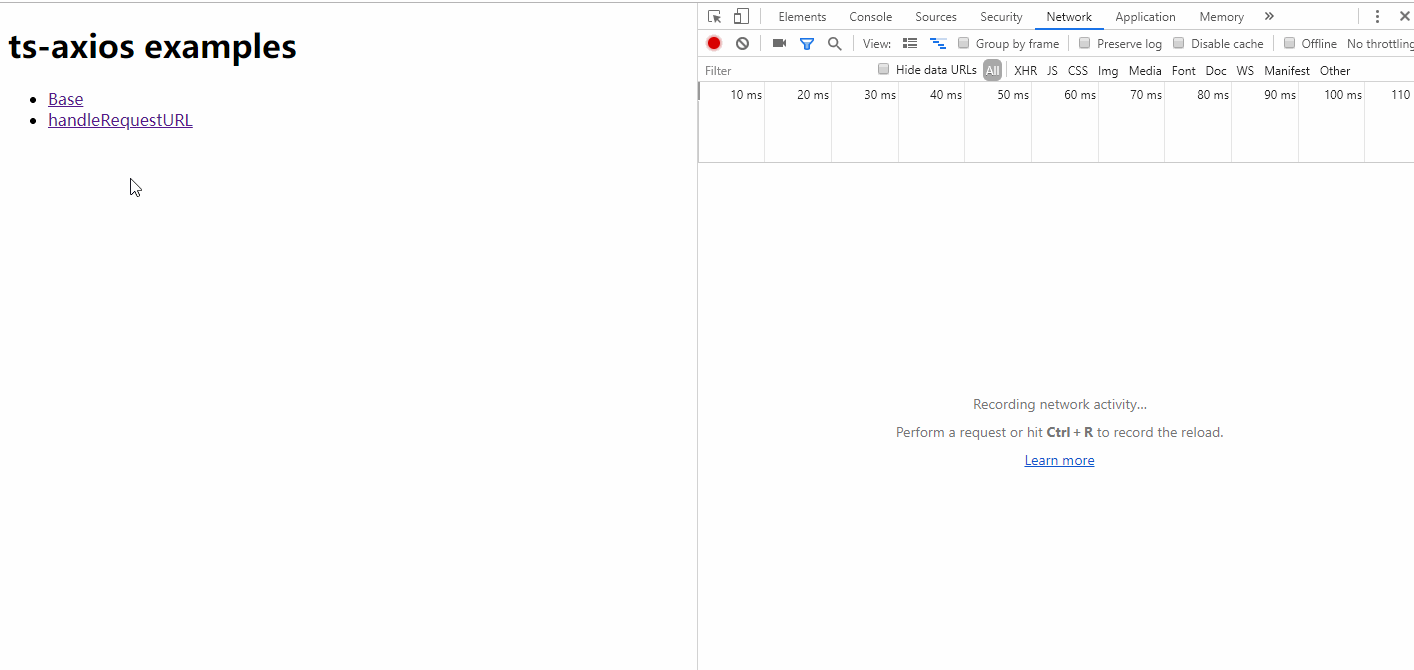 ts-axios examples
Base
handleRequestURL
Elements Console Sources Security Network Application Memory »
View: Group by frame Preserve log Disable cache Offline No throttling
Filter Hide data URLs All XHR JS CSS Img Media Font Doc WS Manifest Other
10 ms 20 ms 30 ms 40 ms 50 ms 60 ms 70 ms 80 ms 90 ms 100 ms 110
Recording network activity...
Perform a request or hit Ctrl + R to record the reload.
Learn more